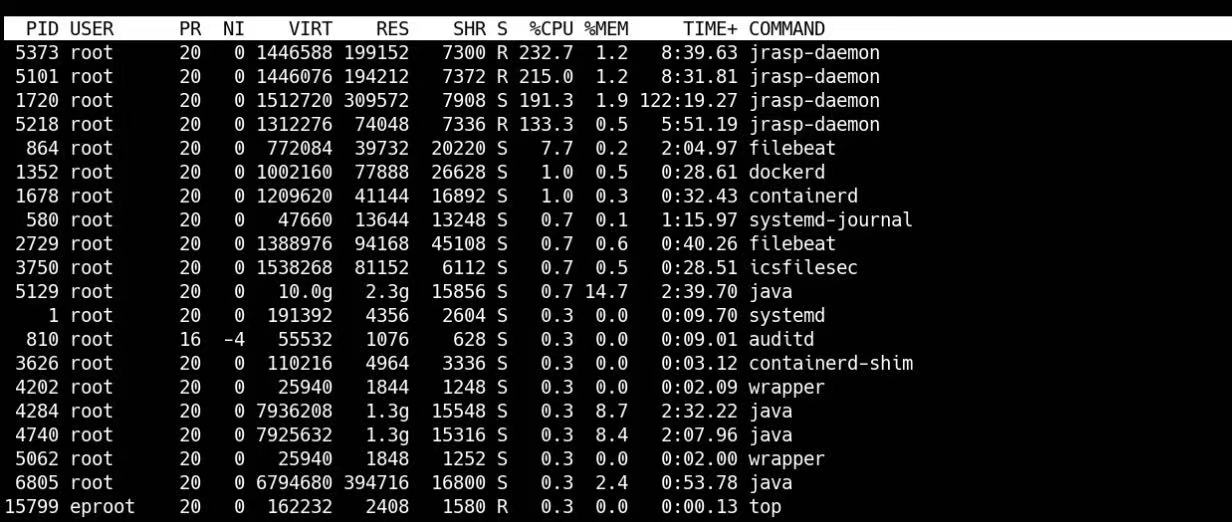 PID USER PR NI VIRT RES SHR S %CPU %MEM TIME+ COMMAND
5373 root 20 0 1446588 199152 7300 R 232.7 1.2 8:39.63 jrasp-daemon
5101 root 20 0 1446076 194212 7372 R 215.0 1.2 8:31.81 jrasp-daemon
1720 root 20 0 1512720 309572 7908 S 191.3 1.9 122:19.27 jrasp-daemon
5218 root 20 0 1312276 74048 7336 R 133.3 0.5 5:51.19 jrasp-daemon
864 root 20 0 772084 39732 20220 S 7.7 0.2 2:04.97 filebeat
1352 root 20 0 1002160 77888 26628 S 1.0 0.5 0:28.61 dockerd
1678 root 20 0 1209620 41144 16892 S 1.0 0.3 0:32.43 containerd
580 root 20 0 47660 13644 13248 S 0.7 0.1 1:15.97 systemd-journal
2729 root 20 0 1388976 94168 45108 S 0.7 0.6 0:40.26 filebeat
3750 root 20 0 1538268 81152 6112 S 0.7 0.5 0:28.51 icsfilesec
5129 root 20 0 10.0g 2.3g 15856 S 0.7 14.7 2:39.70 java
1 root 20 0 191392 4356 2604 S 0.3 0.0 0:09.70 systemd
810 root 16 -4 55532 1076 628 S 0.3 0.0 0:09.01 auditd
3626 root 20 0 110216 4964 3336 S 0.3 0.0 0:03.12 containerd-shim
4202 root 20 0 25940 1844 1248 S 0.3 0.0 0:02.09 wrapper
4284 root 20 0 7936208 1.3g 15548 S 0.3 8.7 2:32.22 java
4740 root 20 0 7925632 1.3g 15316 S 0.3 8.4 2:07.96 java
5062 root 20 0 25940 1848 1252 S 0.3 0.0 0:02.00 wrapper
6805 root 20 0 6794680 394716 16800 S 0.3 2.4 0:53.78 java
15799 eproot 20 0 162232 2408 1580 R 0.3 0.0 0:00.13 top